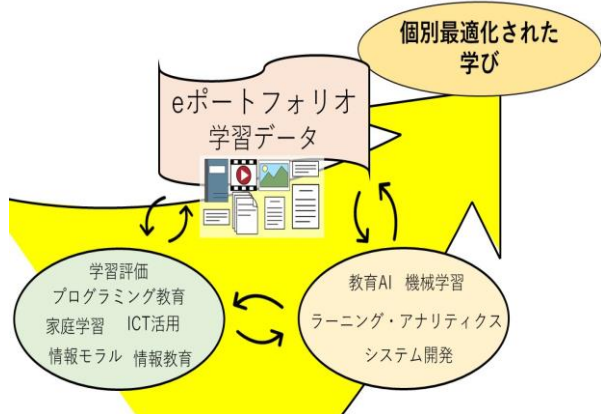 個別最適化された
学び
eポートフォリオ
学習データ
学習評価
プログラミング教育
家庭学習 ICT活用
情報モラル 情報教育
教育AI 機械学習
ラーニング・アナリティクス
システム開発